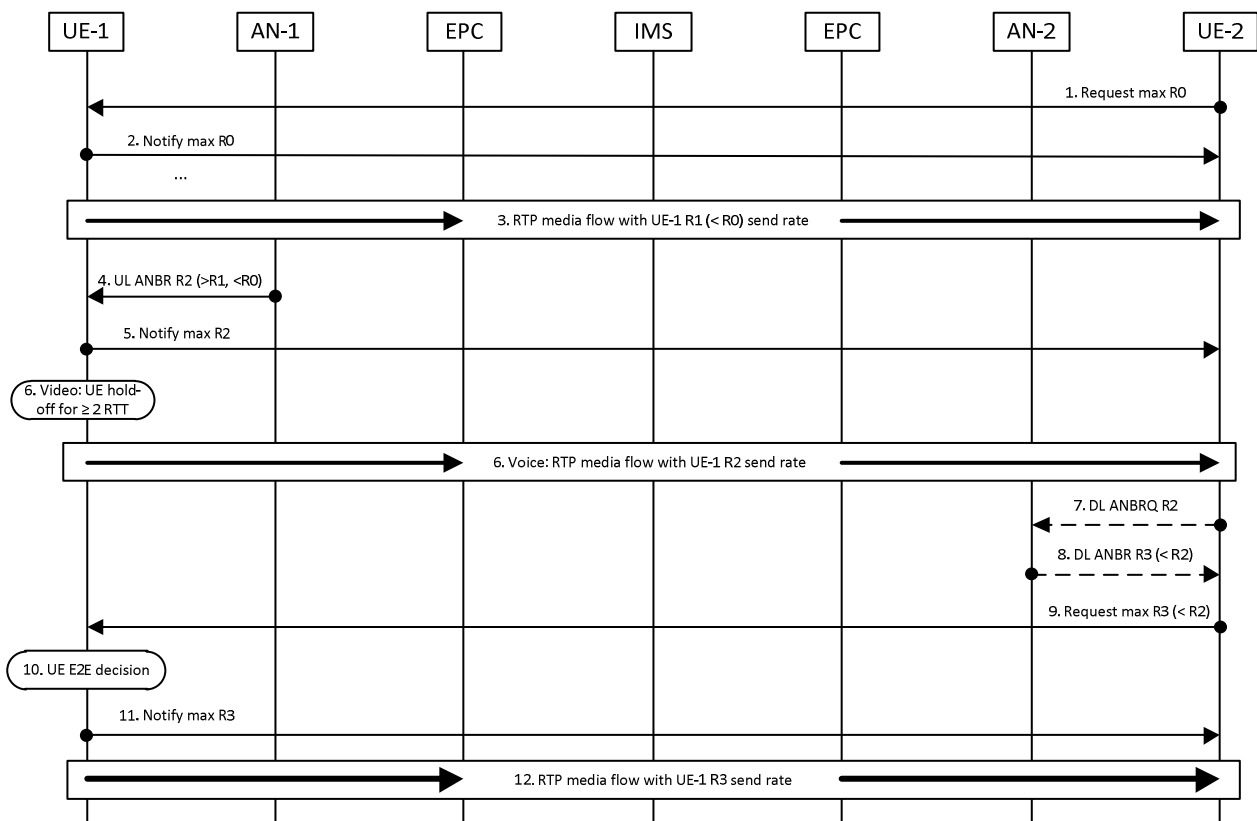 UE-1 AN-1 EPC IMS EPC AN-2 UE-2
1. Request max R0
2. Notify max R0
...
3. RTP media flow with UE-1 R1 (< R0) send rate
4. UL ANBR R2 (>R1, <R0)
5. Notify max R2
6. Video: UE hold-
off for ≥ 2 RTT
6. Voice: RTP media flow with UE-1 R2 send rate
7. DL ANBRQ R2
8. DL ANBR R3 (< R2)
9. Request max R3 (< R2)
10. UE E2E decision
11. Notify max R3
12. RTP media flow with UE-1 R3 send rate